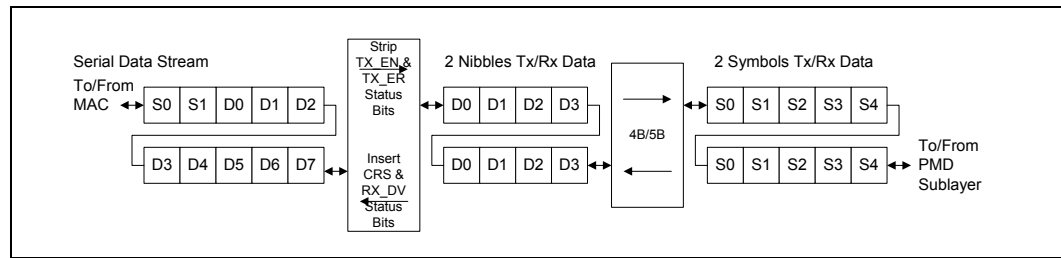 Serial Data Stream
To/From
MAC
S0 S1 D0 D1 D2
D3 D4 D5 D6 D7
Strip
TX_EN &
TX_ER
Status
Bits
Insert
CRS &
RX_DV
Status
Bits
2 Nibbles Tx/Rx Data
D0 D1 D2 D3
D0 D1 D2 D3
4B/5B
2 Symbols Tx/Rx Data
S0 S1 S2 S3 S4
S0 S1 S2 S3 S4
To/From
PMD
Sublayer